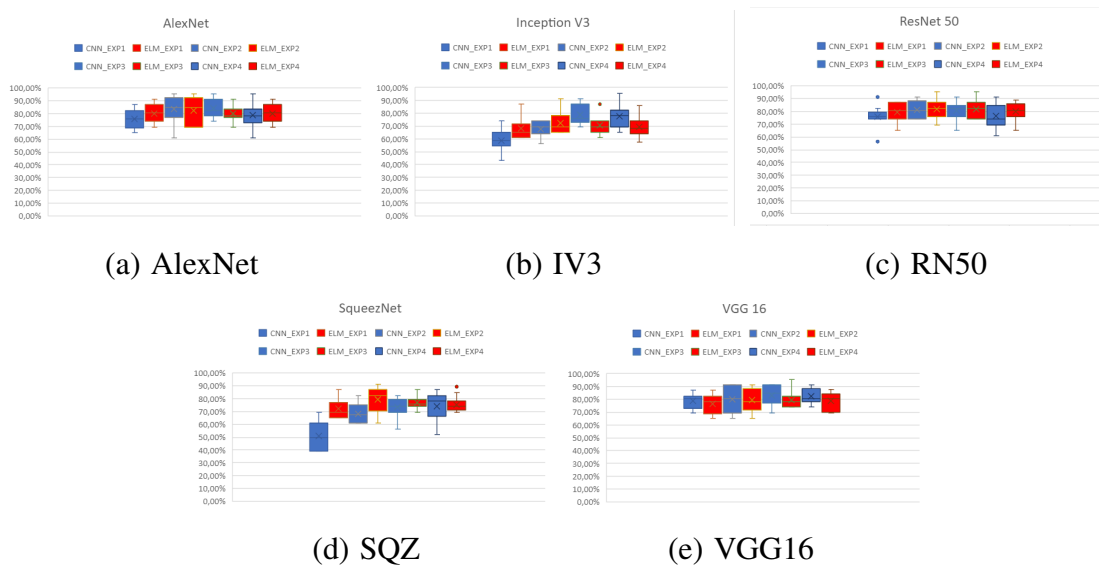 AlexNet
CNN_EXP1 ELM_EXP1 CNN_EXP2 ELM_EXP2
CNN_EXP3 ELM_EXP3 CNN_EXP4 ELM_EXP4
100,00%
90,00%
80,00%
70,00%
60,00%
50,00%
40,00%
30,00%
20,00%
10,00%
0,00%
(a) AlexNet
Inception V3
CNN_EXP1 ELM_EXP1 CNN_EXP2 ELM_EXP2
CNN_EXP3 ELM_EXP3 CNN_EXP4 ELM_EXP4
100,00%
90,00%
80,00%
70,00%
60,00%
50,00%
40,00%
30,00%
20,00%
10,00%
0,00%
(b) IV3
ResNet 50
CNN_EXP1 ELM_EXP1 CNN_EXP2 ELM_EXP2
CNN_EXP3 ELM_EXP3 CNN_EXP4 ELM_EXP4
100,00%
90,00%
80,00%
70,00%
60,00%
50,00%
40,00%
30,00%
20,00%
10,00%
0,00%
(c) RN50
SqueezNet
CNN_EXP1 ELM_EXP1 CNN_EXP2 ELM_EXP2
CNN_EXP3 ELM_EXP3 CNN_EXP4 ELM_EXP4
100,00%
90,00%
80,00%
70,00%
60,00%
50,00%
40,00%
30,00%
20,00%
10,00%
0,00%
(d) SQZ
VGG 16
CNN_EXP1 ELM_EXP1 CNN_EXP2 ELM_EXP2
CNN_EXP3 ELM_EXP3 CNN_EXP4 ELM_EXP4
100,00%
90,00%
80,00%
70,00%
60,00%
50,00%
40,00%
30,00%
20,00%
10,00%
0,00%
(e) VGG16